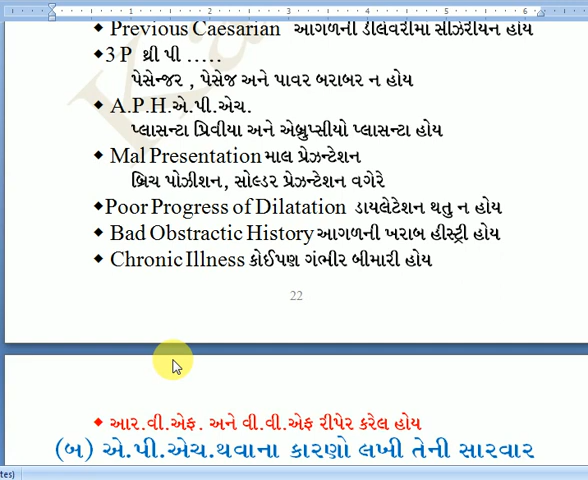 ◆ Previous Caesarian આગળની ડીલેવરીમા સીઝેરીયન હોય
◆ 3 P થ્રી પી .....
પેસેન્જર , પેસેજ અને પાવર બરાબર ન હોય
◆ A.P.H.એ.પી.એચ.
પ્લાસન્ટા પ્રિવીયા અને એબ્રુપ્સીયો પ્લાસન્ટા હોય
◆ Mal Presentation માલ પ્રેઝન્ટેશન
બ્રિચ પોઝીશન, સોલ્ડર પ્રેઝન્ટેશન વગેરે
◆ Poor Progress of Dilatation ડાયલેટેશન થતુ ન હોય
◆ Bad Obstractic History આગળની ખરાબ હીસ્ટ્રી હોય
◆ Chronic Illness કોઈપણ ગંભીર બીમારી હોય
22
◆ આર.વી.એફ. અને વી.વી.એફ રીપેર કરેલ હોય
(બ) એ.પી.એચ.થવાના કારણો લખી તેની સારવાર